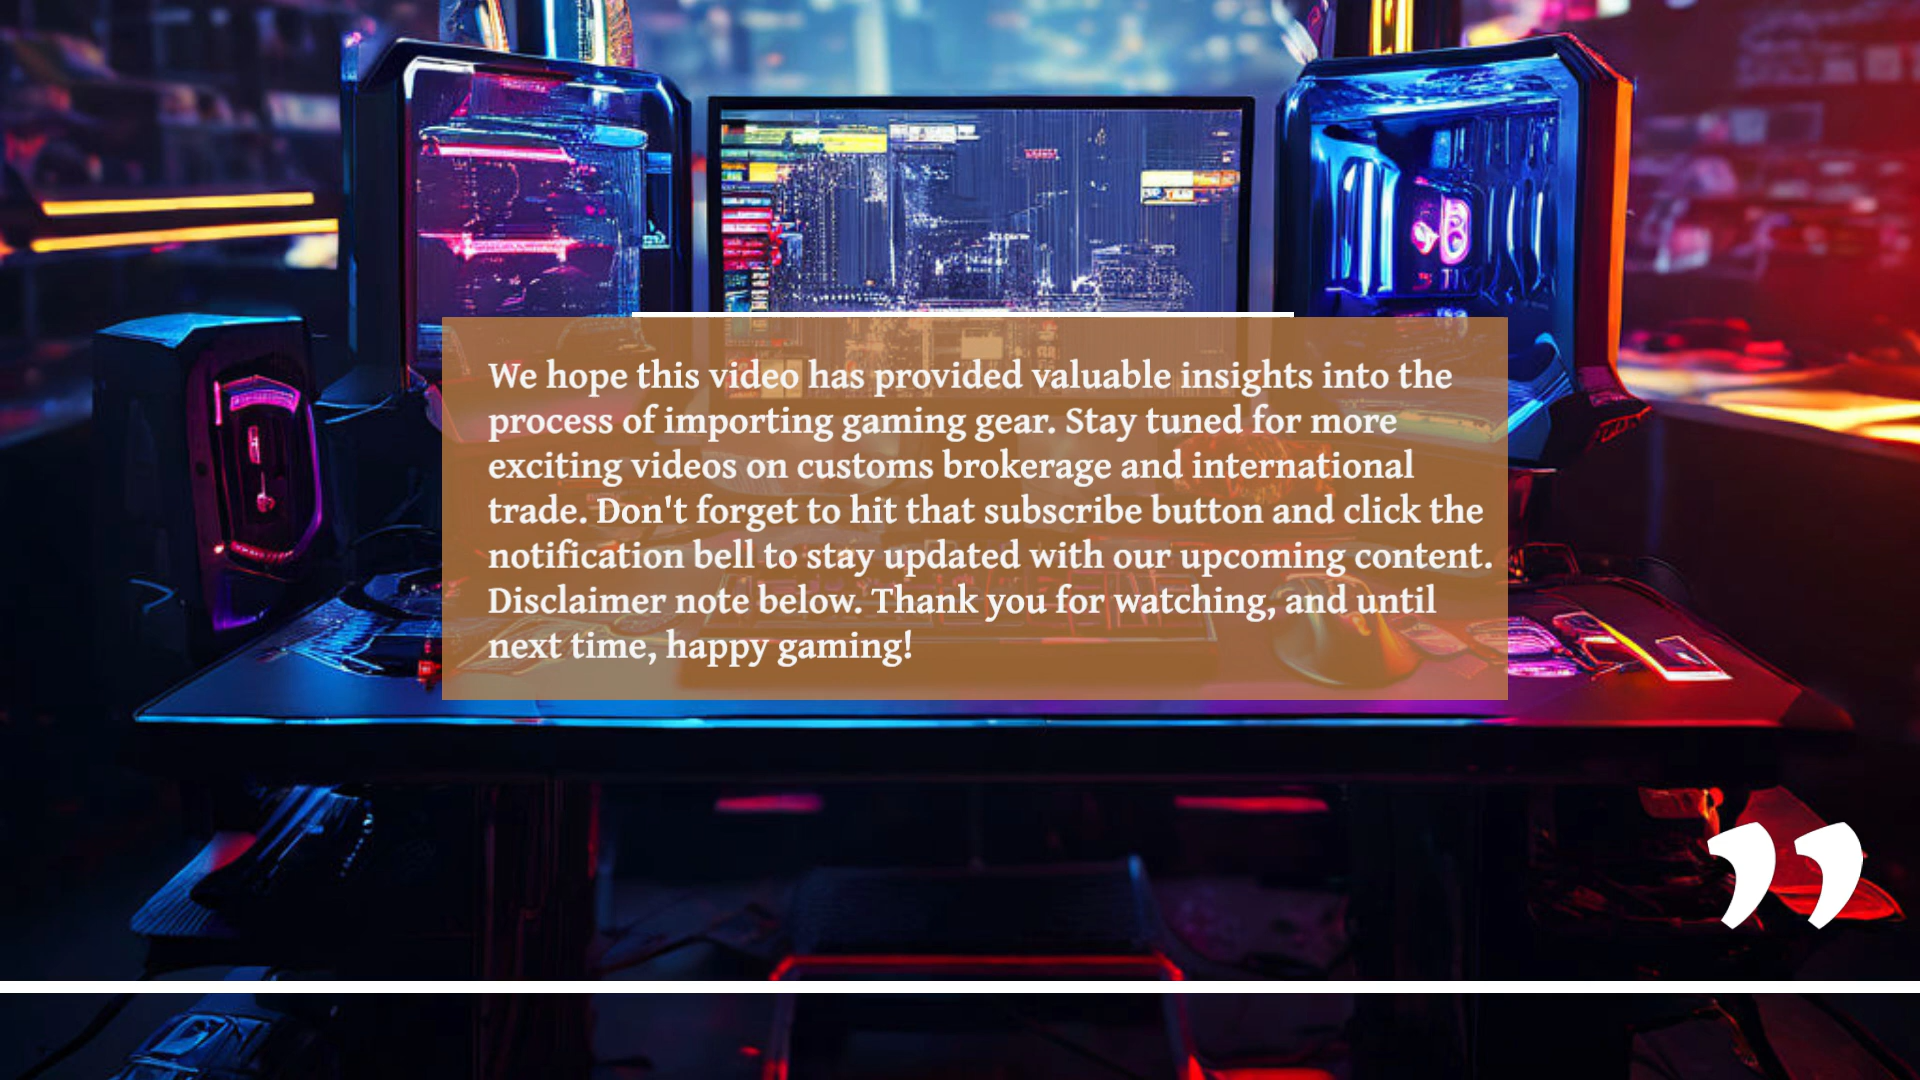 We hope this video has provided valuable insights into the
process of importing gaming gear. Stay tuned for more
exciting videos on customs brokerage and international
trade. Don't forget to hit that subscribe button and click the
notification bell to stay updated with our upcoming content.
Disclaimer note below. Thank you for watching, and until
next time, happy gaming!
”